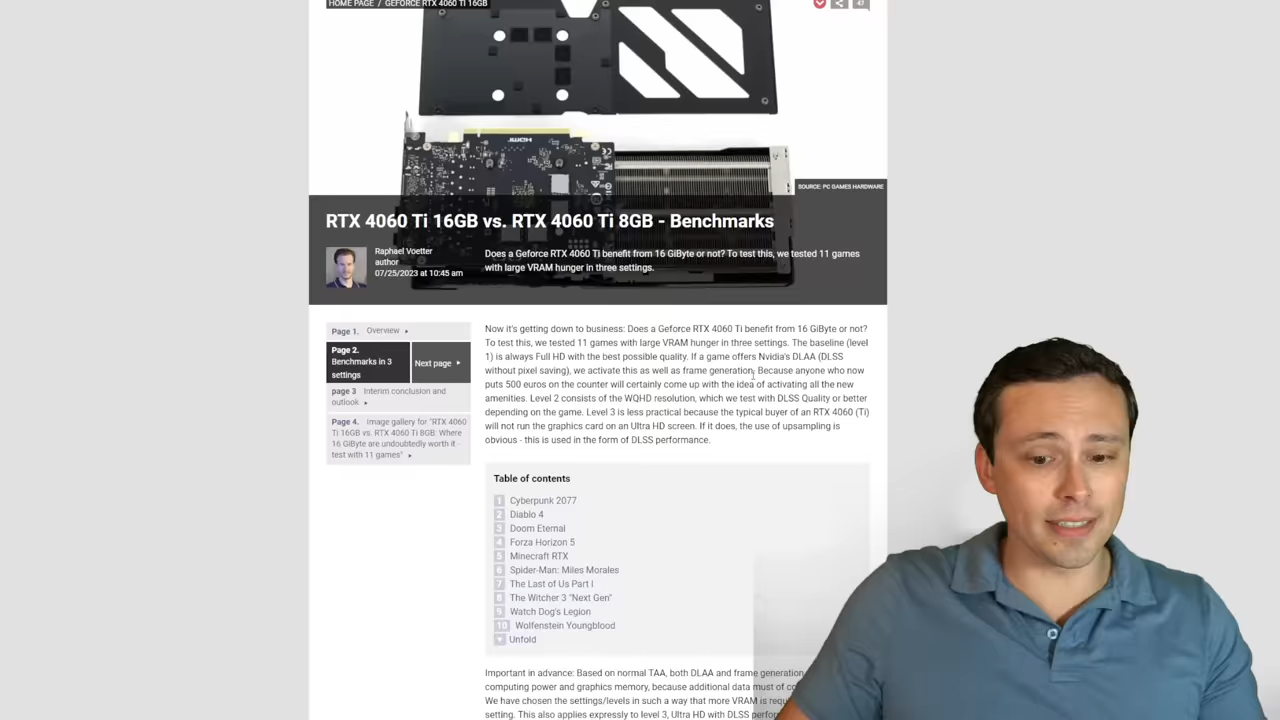 HOME PAGE / GEFORCE RTX 4060 TI 16GB
47
SOURCE: PC GAMES HARDWARE
RTX 4060 Ti 16GB vs. RTX 4060 Ti 8GB - Benchmarks
Raphael Voetter
author
07/25/2023 at 10:45 am
Does a Geforce RTX 4060 Ti benefit from 16 GiByte or not? To test this, we tested 11 games
with large VRAM hunger in three settings.
Page 1. Overview
Page 2.
Benchmarks in 3
settings
Next page
page 3 Interim conclusion and
outlook
Page 4. Image gallery for "RTX 4060
Ti 16GB vs. RTX 4060 Ti 8GB: Where
16 GiByte are undoubtedly worth it -
test with 11 games"
Now it's getting down to business: Does a Geforce RTX 4060 Ti benefit from 16 GiByte or not?
To test this, we tested 11 games with large VRAM hunger in three settings. The baseline (level
1) is always Full HD with the best possible quality. If a game offers Nvidia's DLAA (DLSS
without pixel saving), we activate this as well as frame generation. Because anyone who now
puts 500 euros on the counter will certainly come up with the idea of activating all the new
amenities. Level 2 consists of the WQHD resolution, which we test with DLSS Quality or better
depending on the game. Level 3 is less practical because the typical buyer of an RTX 4060 (Ti)
will not run the graphics card on an Ultra HD screen. If it does, the use of upsampling is
obvious - this is used in the form of DLSS performance.
Table of contents
1 Cyberpunk 2077
2 Diablo 4
3 Doom Eternal
4 Forza Horizon 5
5 Minecraft RTX
6 Spider-Man: Miles Morales
7 The Last of Us Part I
8 The Witcher 3 "Next Gen"
9 Watch Dog's Legion
10 Wolfenstein Youngblood
Unfold
Important in advance: Based on normal TAA, both DLAA and frame generation
computing power and graphics memory, because additional data must of
We have chosen the settings/levels in such a way that more VRAM is
setting. This also applies expressly to level 3, Ultra HD with DLSS